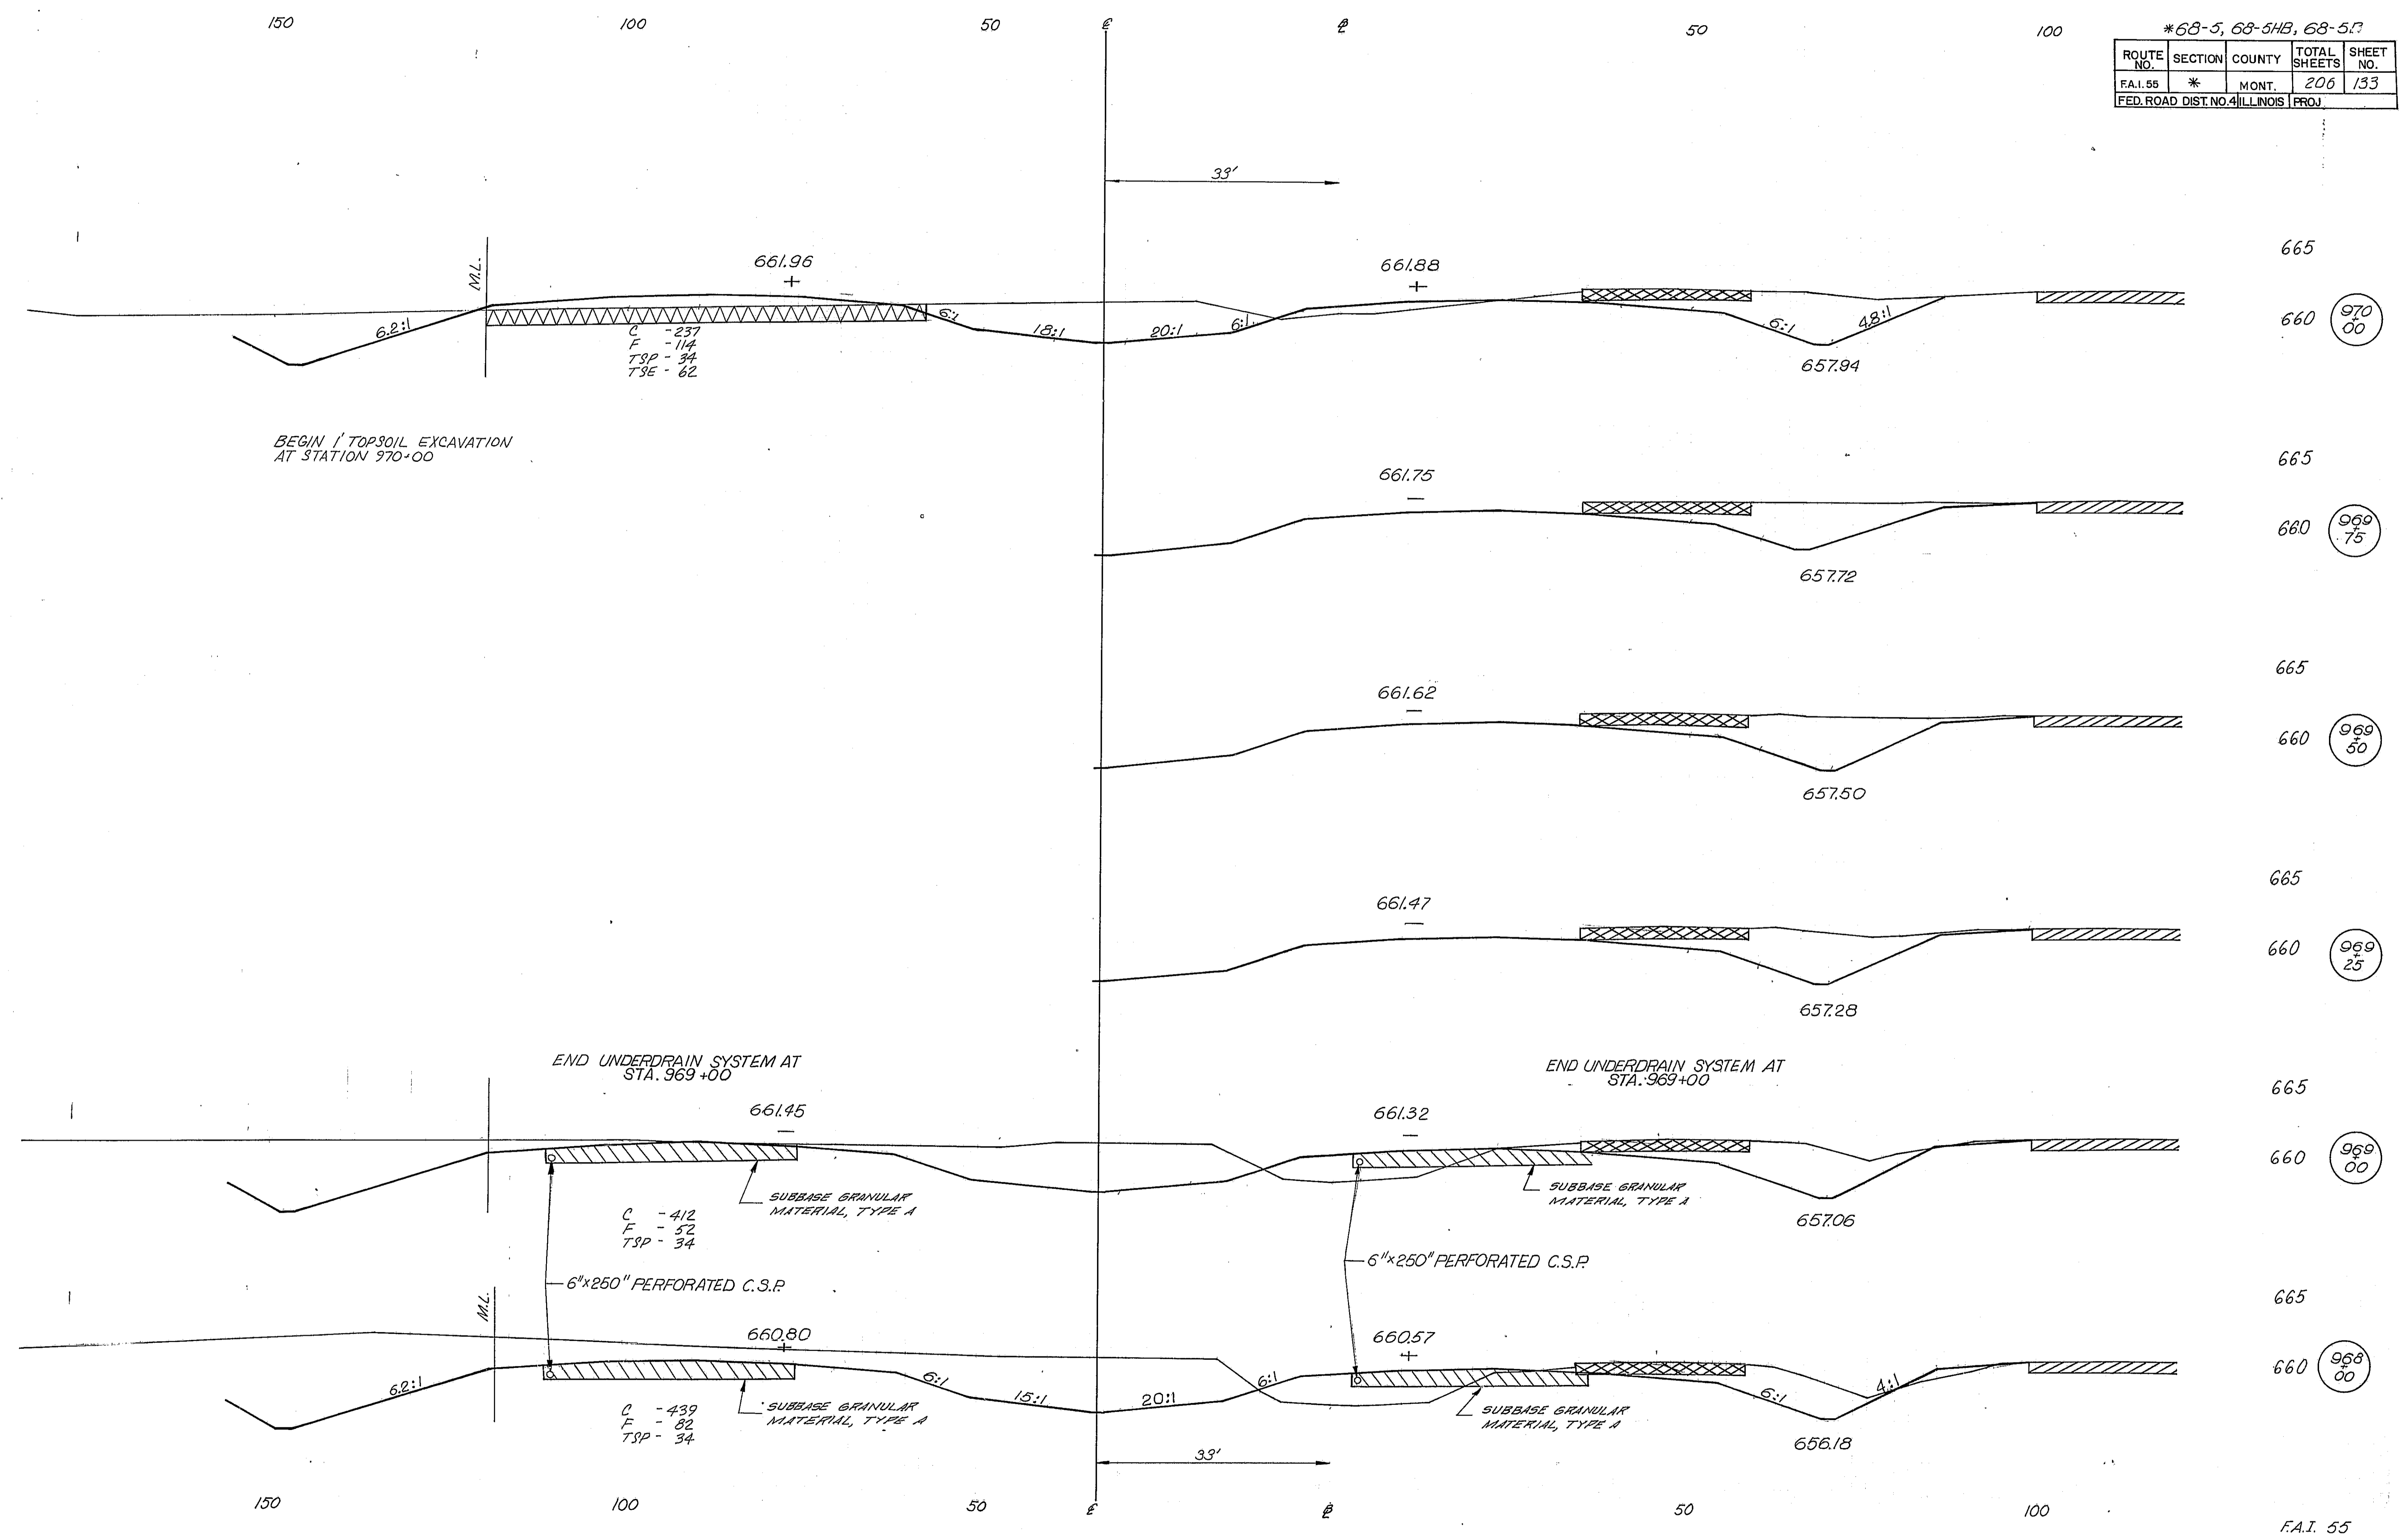 150 100 50 ℄ ℄ 50 100
*68-5, 68-5HB, 68-5B
ROUTE NO. SECTION COUNTY TOTAL SHEETS SHEET NO.
F.A.I. 55 * MONT. 206 133
FED. ROAD DIST. NO. 4 ILLINOIS PROJ.
33'
M.L.
661.96
661.88
665
6.2:1
6:1
18:1
20:1
6:1
6:1
4.8:1
660
970+00
C - 237
F - 114
TSP - 34
TSE - 62
657.94
BEGIN 1' TOPSOIL EXCAVATION
AT STATION 970+00
661.75
665
660
969+75
657.72
661.62
665
660
969+50
657.50
661.47
665
660
969+25
657.28
END UNDERDRAIN SYSTEM AT
STA. 969+00
END UNDERDRAIN SYSTEM AT
STA. 969+00
661.45
661.32
665
660
969+00
SUBBASE GRANULAR
MATERIAL, TYPE A
SUBBASE GRANULAR
MATERIAL, TYPE A
C - 412
F - 52
TSP - 34
657.06
6"x250" PERFORATED C.S.P.
6"x250" PERFORATED C.S.P.
M.L.
660.80
660.57
665
6.2:1
6:1
15:1
20:1
6:1
6:1
4:1
660
968+00
C - 439
F - 82
TSP - 34
SUBBASE GRANULAR
MATERIAL, TYPE A
SUBBASE GRANULAR
MATERIAL, TYPE A
656.18
33'
150 100 50 ℄ ℄ 50 100
F.A.I. 55